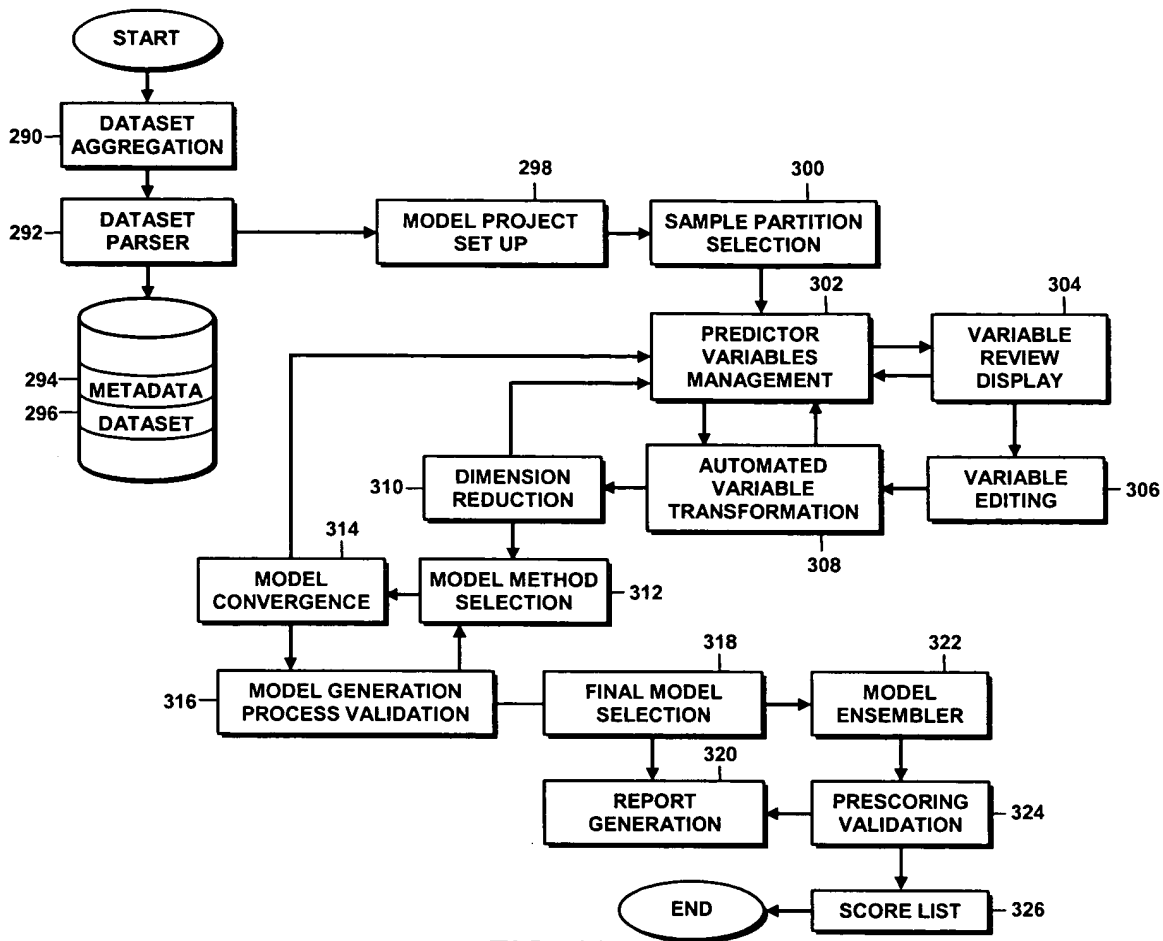 START
290
DATASET
AGGREGATION
298
300
292
DATASET
PARSER
MODEL PROJECT
SET UP
SAMPLE PARTITION
SELECTION
302
304
PREDICTOR
VARIABLES
MANAGEMENT
VARIABLE
REVIEW
DISPLAY
294
METADATA
296
DATASET
310
DIMENSION
REDUCTION
AUTOMATED
VARIABLE
TRANSFORMATION
VARIABLE
EDITING
306
308
314
MODEL
CONVERGENCE
MODEL METHOD
SELECTION
312
318
322
316
MODEL GENERATION
PROCESS VALIDATION
FINAL MODEL
SELECTION
MODEL
ENSEMBLER
320
REPORT
GENERATION
PRESCORING
VALIDATION
324
END
SCORE LIST
326